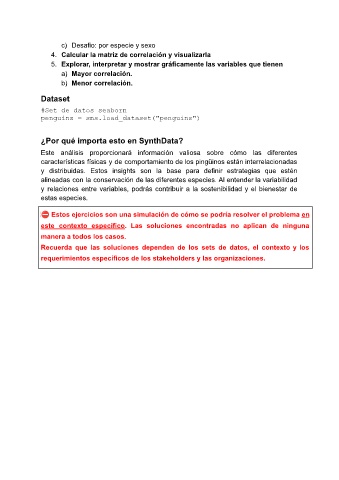 c) Desafío: por especie y sexo
4. Calcular la matriz de correlación y visualizarla
5. Explorar, interpretar y mostrar gráficamente las variables que tienen
a) Mayor correlación.
b) Menor correlación.
Dataset
#Set de datos seaborn
penguins = sns.load_dataset("penguins")
¿Por qué importa esto en SynthData?
Este análisis proporcionará información valiosa sobre cómo las diferentes
características físicas y de comportamiento de los pingüinos están interrelacionadas
y distribuidas. Estos insights son la base para definir estrategias que estén
alineadas con la conservación de las diferentes especies. Al entender la variabilidad
y relaciones entre variables, podrás contribuir a la sostenibilidad y el bienestar de
estas especies.
⛔ Estos ejercicios son una simulación de cómo se podría resolver el problema en
este contexto específico. Las soluciones encontradas no aplican de ninguna
manera a todos los casos.
Recuerda que las soluciones dependen de los sets de datos, el contexto y los
requerimientos específicos de los stakeholders y las organizaciones.